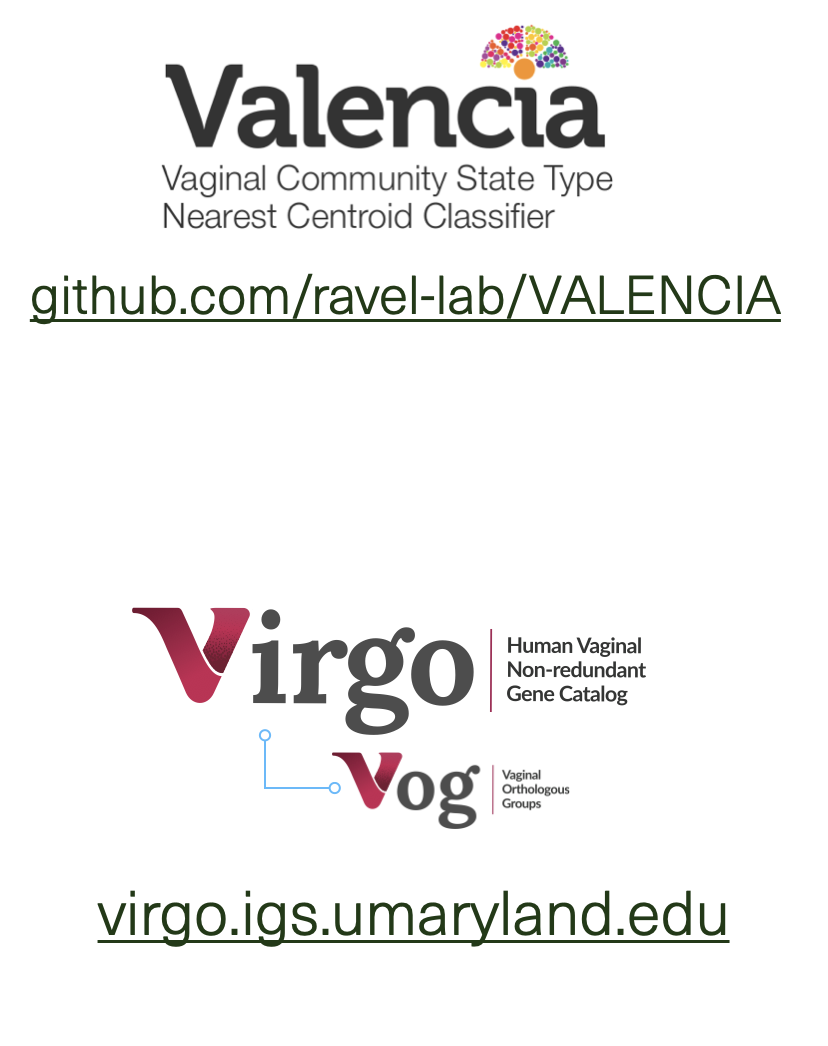 Valencia
Vaginal Community State Type
Nearest Centroid Classifier
github.com/ravel-lab/VALENCIA
Virgo
Human Vaginal
Non-redundant
Gene Catalog
Vog
Vaginal
Orthologous
Groups
virgo.igs.umaryland.edu